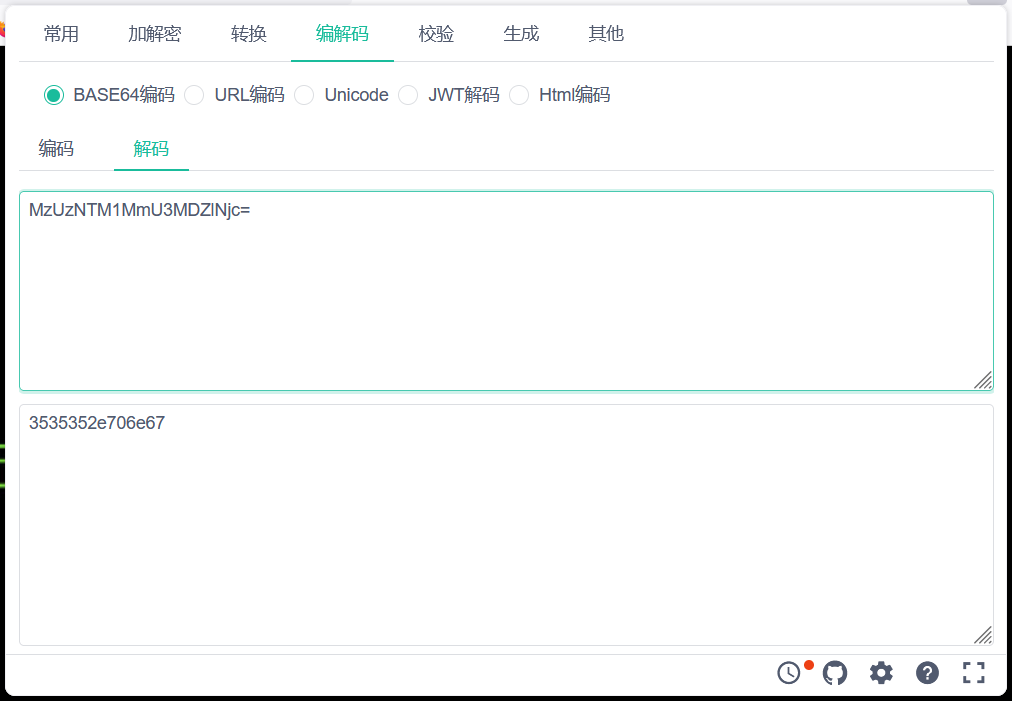 常用 加解密 转换 编解码 校验 生成 其他
BASE64编码 URL编码 Unicode JWT解码 Html编码
编码 解码
MzUzNTM1MmU3MDZlNjc=
3535352e706e67